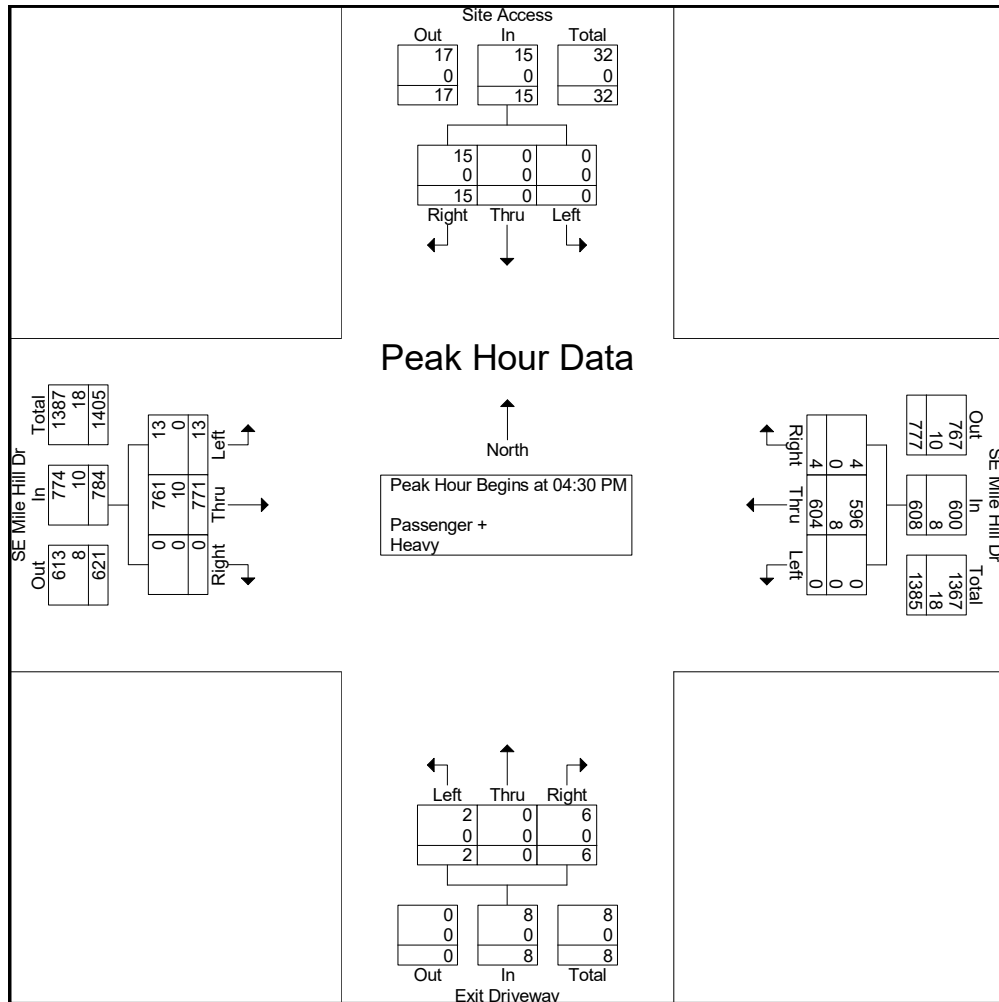 Site Access
Out In Total
17 15 32
0 0 0
17 15 32
15 0 0
0 0 0
15 0 0
Right Thru Left
Peak Hour Data
North
Peak Hour Begins at 04:30 PM
Passenger +
Heavy
SE Mile Hill Dr
Total In Out
1387 774 613
18 10 8
1405 784 621
13 761 0
0 10 0
13 771 0
Left Thru Right
SE Mile Hill Dr
Out In Total
767 600 1367
10 8 18
777 608 1385
4 596 0
0 8 0
4 604 0
Right Thru Left
Left Thru Right
2 0 6
0 0 0
2 0 6
0 8 8
0 0 0
0 8 8
Out In Total
Exit Driveway